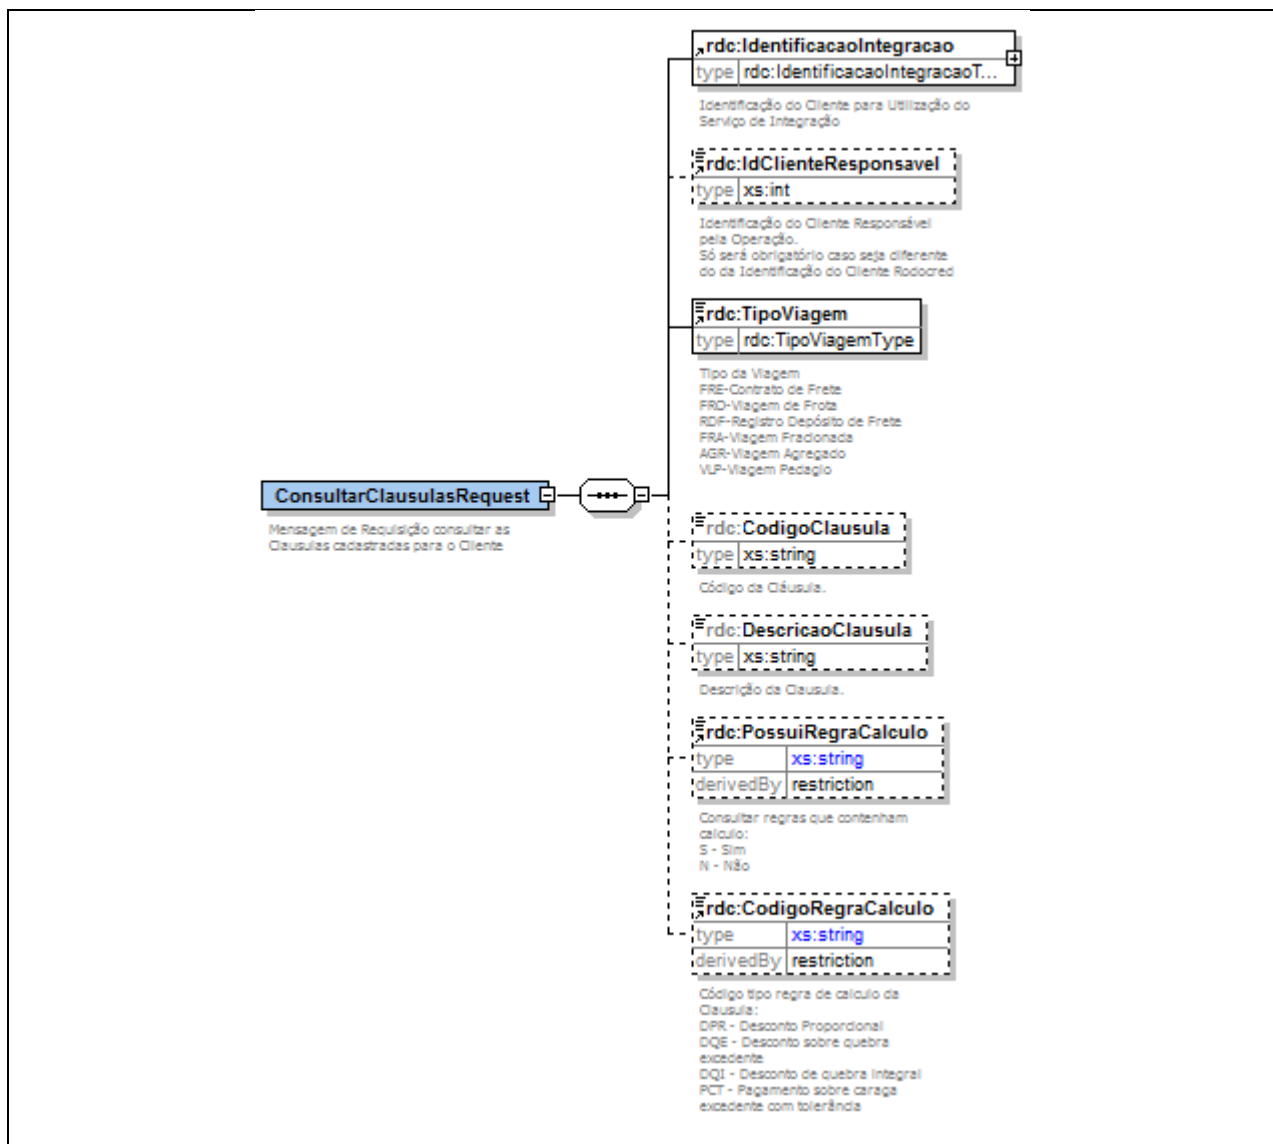 rdc:IdentificacaoIntegracao
type rdc:IdentificacaoIntegracaoT...
Identificação do Cliente para Utilização do
Serviço de Integração
rdc:IdClienteResponsavel
type xs:int
Identificação do Cliente Responsável
pela Operação.
Só será obrigatório caso seja diferente
do da Identificação do Cliente Rodocred
rdc:TipoViagem
type rdc:TipoViagemType
Tipo da Viagem
FRE-Contrato de Frete
FRO-Viagem de Frota
RDF-Registro Depósito de Frete
FRA-Viagem Fracionada
AGR-Viagem Agregado
VLP-Viagem Pedagio
ConsultarClausulasRequest
Mensagem de Requisição consultar as
Clausulas cadastradas para o Cliente
rdc:CodigoClausula
type xs:string
Código da Cláusula.
rdc:DescricaoClausula
type xs:string
Descrição da Clausula.
rdc:PossuiRegraCalculo
type xs:string
derivedBy restriction
Consultar regras que contenham
calculo:
S - Sim
N - Não
rdc:CodigoRegraCalculo
type xs:string
derivedBy restriction
Código tipo regra de calculo da
Clausula:
DPR - Desconto Proporcional
DQE - Desconto sobre quebra
excedente
DQI - Desconto de quebra integral
PCT - Pagamento sobre caraga
excedente com tolerância